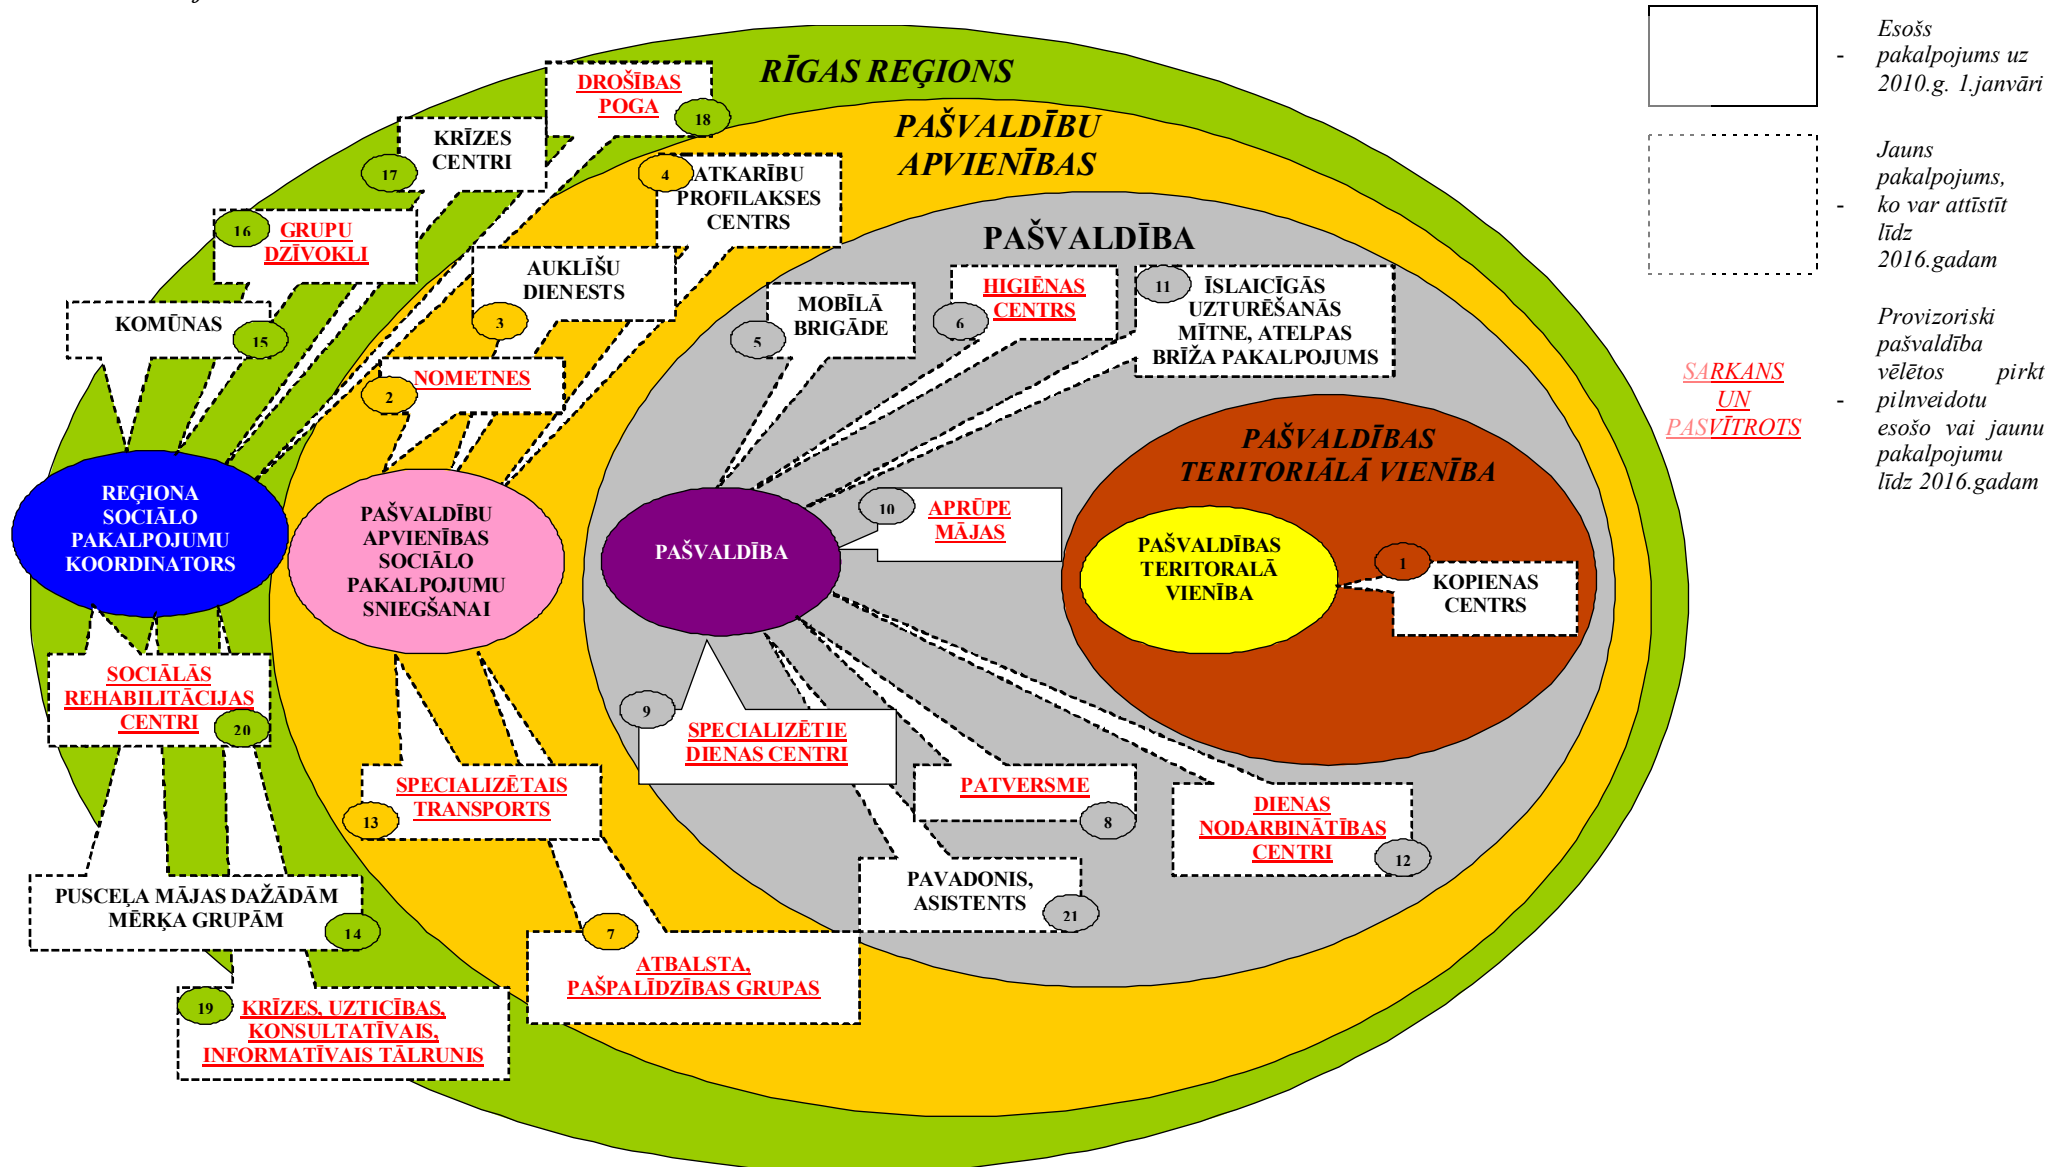 RĪGAS REĢIONS
PAŠVALDĪBU
APVIENĪBAS
PAŠVALDĪBA
PAŠVALDĪBAS
TERITORIĀLĀ VIENĪBA
DROŠĪBAS
POGA
18
KRĪZES
CENTRI
17
4
ATKARĪBU
PROFILAKSES
CENTRS
16
GRUPU
DZĪVOKLI
AUKLĪŠU
DIENESTS
3
KOMŪNAS
15
NOMETNES
2
MOBĪLĀ
BRIGĀDE
5
HIGIĒNAS
CENTRS
6
11
ĪSLAICĪGĀS
UZTURĒŠANĀS
MĪTNE, ATELPAS
BRĪŽA PAKALPOJUMS
REĢIONA
SOCIĀLO
PAKALPOJUMU
KOORDINATORS
PAŠVALDĪBU
APVIENĪBAS
SOCIĀLO
PAKALPOJUMU
SNIEGŠANAI
PAŠVALDĪBA
10
APRŪPE
MĀJAS
PAŠVALDĪBAS
TERITORALĀ
VIENĪBA
1
KOPIENAS
CENTRS
SOCIĀLĀS
REHABILITĀCIJAS
CENTRI
20
9
SPECIALIZĒTIE
DIENAS CENTRI
SPECIALIZĒTAIS
TRANSPORTS
13
PATVERSME
8
DIENAS
NODARBINĀTĪBAS
CENTRI
12
PUSCEĻA MĀJAS DAŽĀDĀM
MĒRĶA GRUPĀM
14
PAVADONIS,
ASISTENTS
21
7
ATBALSTA,
PAŠPALĪDZĪBAS GRUPAS
19
KRĪZES, UZTICĪBAS,
KONSULTATĪVAIS,
INFORMATĪVAIS TĀLRUNIS
-
Esošs
pakalpojums uz
2010.g. 1.janvāri
-
Jauns
pakalpojums,
ko var attīstīt
līdz
2016.gadam
SARKANS
UN
PASVĪTROTS
-
Provizoriski
pašvaldība
vēlētos pirkt
pilnveidotu
esošo vai jaunu
pakalpojumu
līdz 2016.gadam